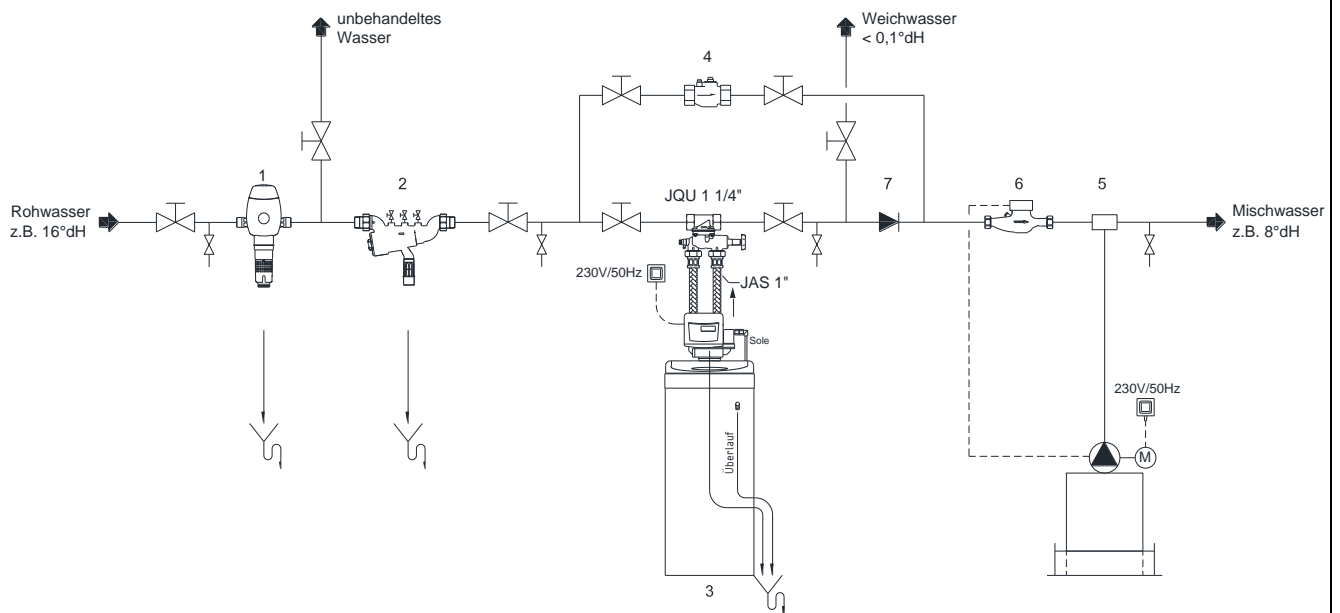 unbehandeltes
Wasser
Weichwasser
< 0,1°dH
4
1
2
JQU 1 1/4"
7
6
5
Rohwasser
z.B. 16°dH
Mischwasser
z.B. 8°dH
230V/50Hz
JAS 1"
Sole
230V/50Hz
Überlauf
M
3